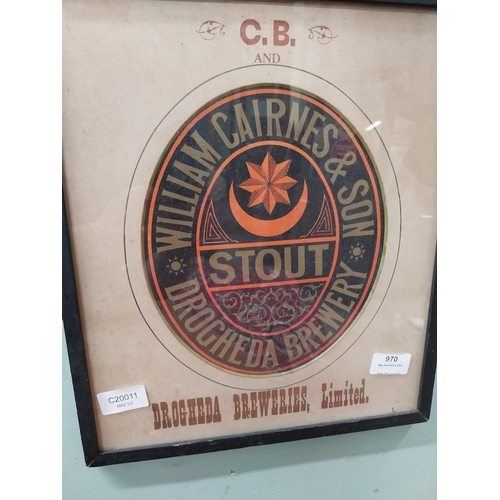 C.B.
AND
WILLIAM CAIRNES & SON
STOUT
DROGHEDA BREWERY
970
C20011
DROGHEDA BREWERIES, Limited.